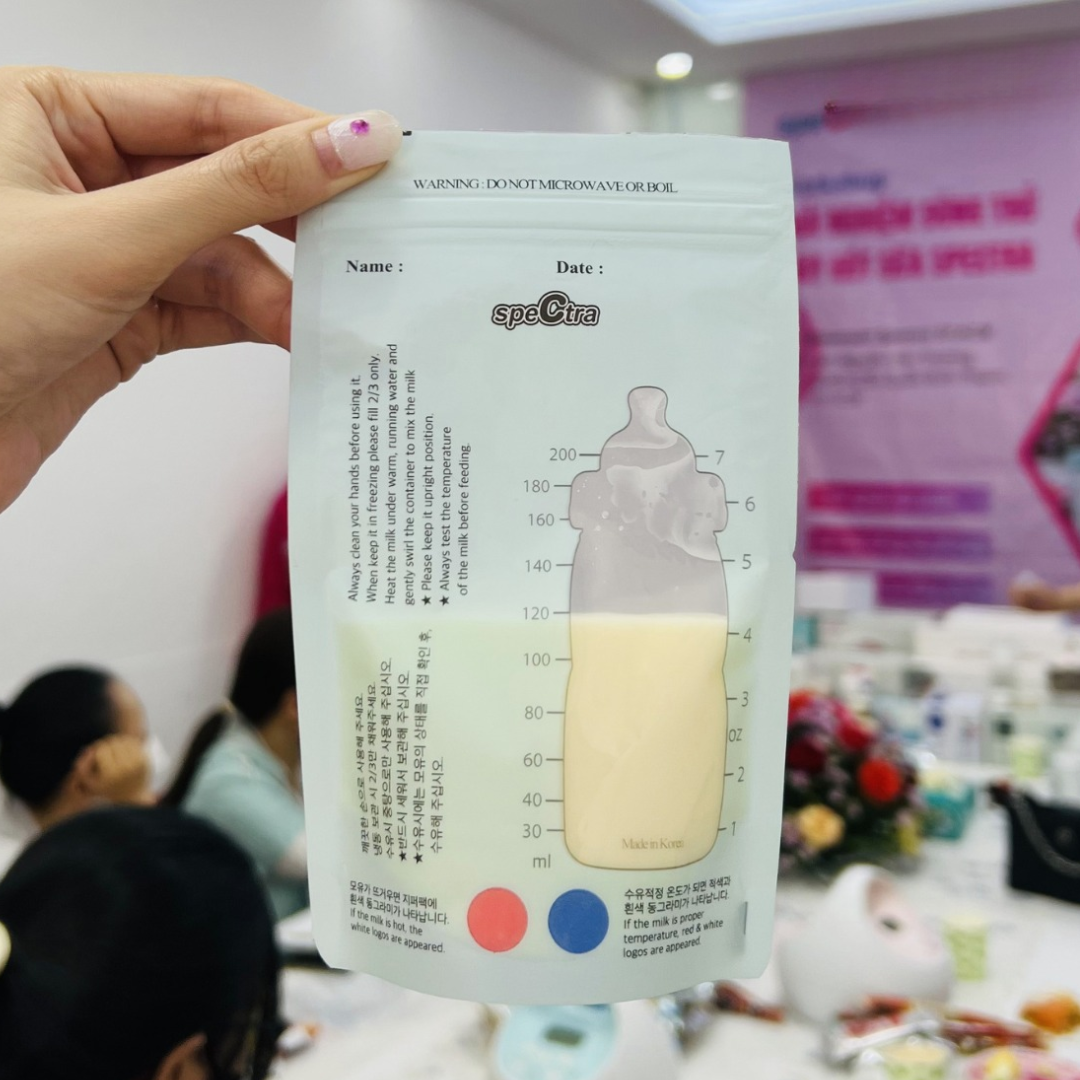 WARNING : DO NOT MICROWAVE OR BOIL
Name :
Date :
speCtra
Always clean your hands before using it.
When keep it in freezing please fill 2/3 only.
Heat the milk under warm, running water and
gently swirl the container to mix the milk
★ Please keep it upright position.
★ Always test the temperature
of the milk before feeding.
깨끗한 손으로 사용해 주세요.
냉동 보관 시 2/3만 채워주세요.
수유시 중탕으로만 사용해 주십시오.
★반드시 세워서 보관해 주십시오.
★수유시에는 모유의 상태를 직접 확인 후,
수유해 주십시오.
200
7
180
6
160
140
5
120
4
100
3
80
oz
60
2
40
30
1
ml
Made in Korea
모유가 뜨거우면 지퍼팩에
흰색 동그라미가 나타납니다.
If the milk is hot, the
white logos are appeared.
수유적정 온도가 되면 적색과
흰색 동그라미가 나타납니다.
If the milk is proper
temperature, red & white
logos are appeared.
SPECTRA